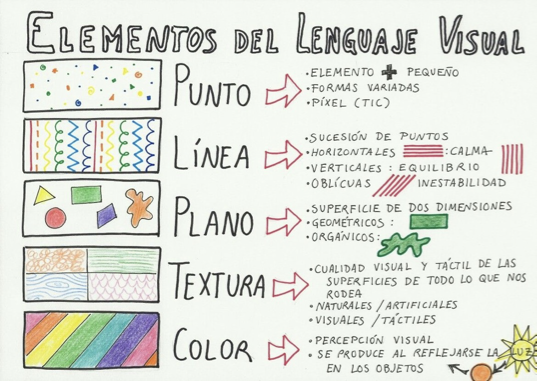 ELEMENTOS DEL LENGUAJE VISUAL
PUNTO
• ELEMENTO + PEQUEÑO
• FORMAS VARIADAS
• PÍXEL (TIC)
LÍNEA
• SUCESIÓN DE PUNTOS
• HORIZONTALES : CALMA
• VERTICALES : EQUILIBRIO
• OBLÍCUAS INESTABILIDAD
PLANO
• SUPERFICIE DE DOS DIMENSIONES
• GEOMÉTRICOS :
• ORGÁNICOS:
TEXTURA
• CUALIDAD VISUAL Y TÁCTIL DE LAS
SUPERFICIES DE TODO LO QUE NOS
RODEA
• NATURALES / ARTIFICIALES
• VISUALES / TÁCTILES
COLOR
• PERCEPCIÓN VISUAL
• SE PRODUCE AL REFLEJARSE LA LUZ
EN LOS OBJETOS